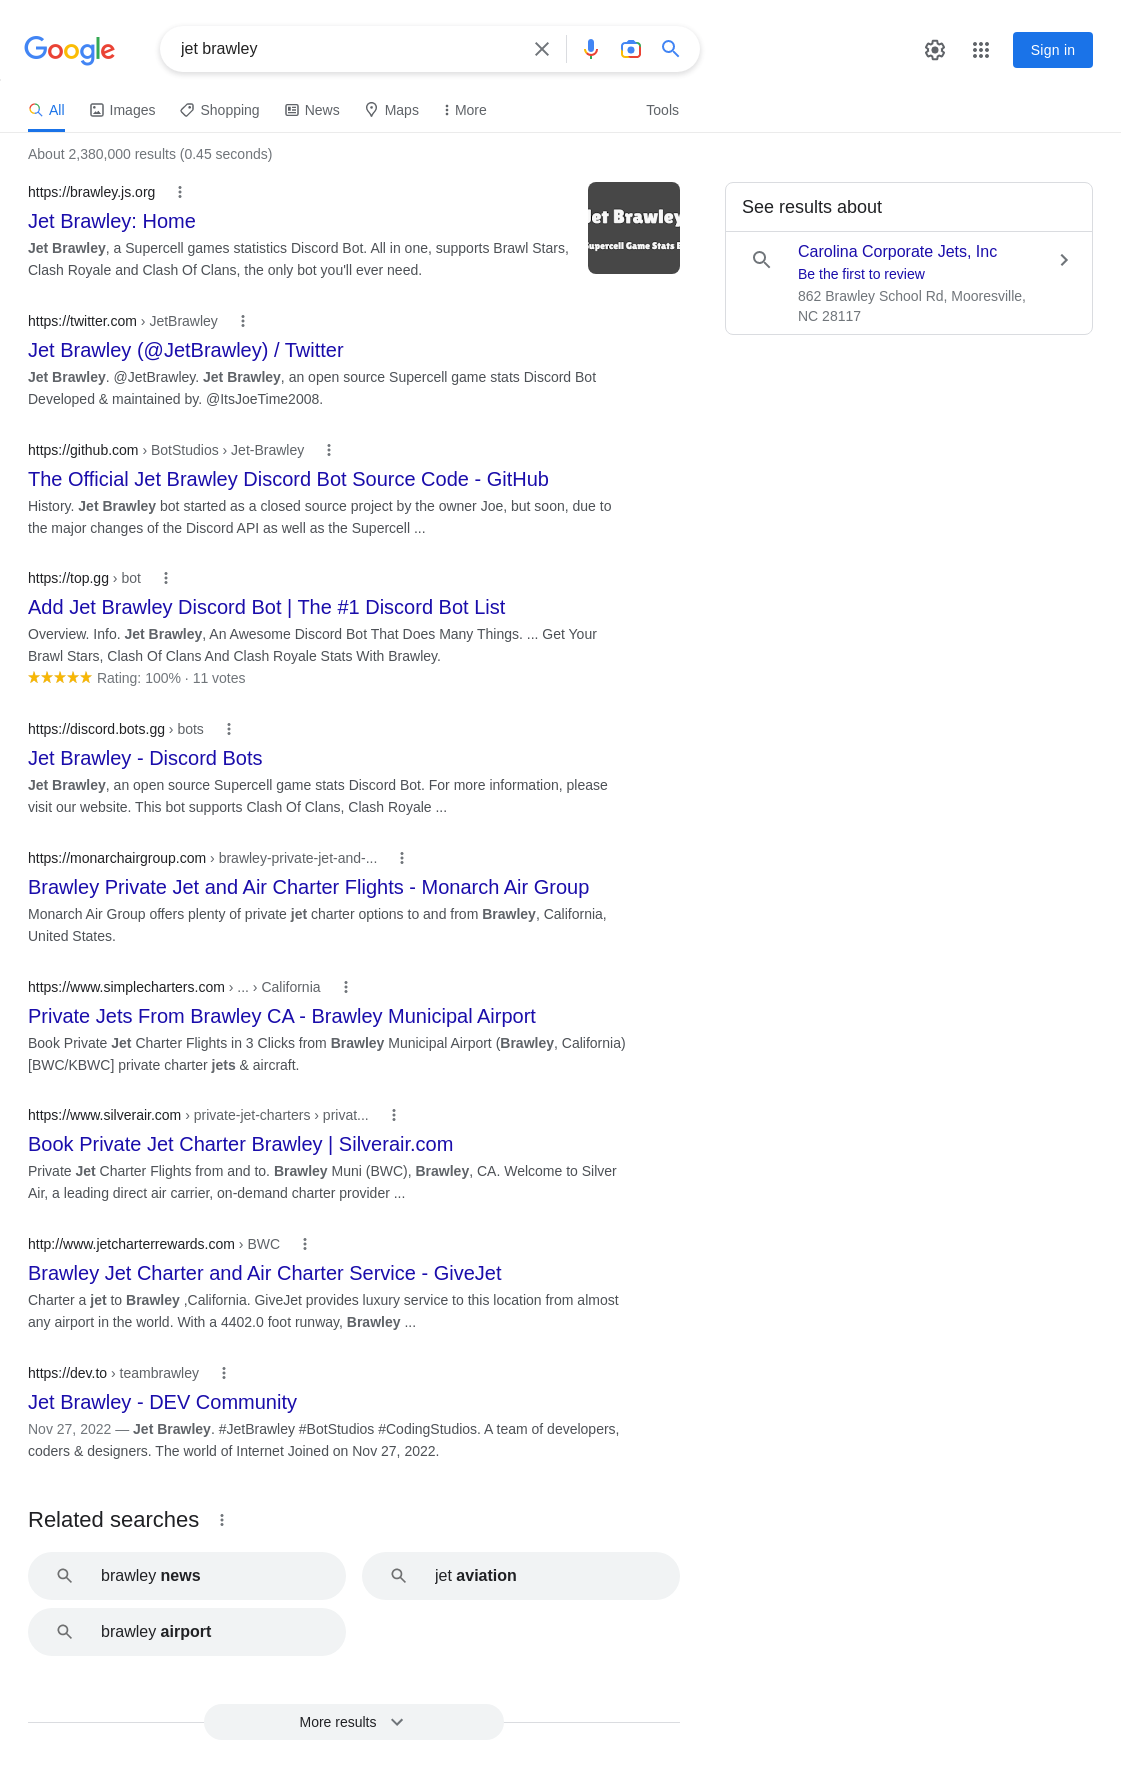 Google
jet brawley
Sign in
All Images Shopping News Maps More Tools
About 2,380,000 results (0.45 seconds)
https://brawley.js.org
Jet Brawley: Home
Jet Brawley, a Supercell games statistics Discord Bot. All in one, supports Brawl Stars,
Clash Royale and Clash Of Clans, the only bot you'll ever need.
Jet Brawley
Supercell Game Stats B
See results about
Carolina Corporate Jets, Inc
Be the first to review
862 Brawley School Rd, Mooresville,
NC 28117
https://twitter.com › JetBrawley
Jet Brawley (@JetBrawley) / Twitter
Jet Brawley. @JetBrawley. Jet Brawley, an open source Supercell game stats Discord Bot
Developed & maintained by. @ItsJoeTime2008.
https://github.com › BotStudios › Jet-Brawley
The Official Jet Brawley Discord Bot Source Code - GitHub
History. Jet Brawley bot started as a closed source project by the owner Joe, but soon, due to
the major changes of the Discord API as well as the Supercell ...
https://top.gg › bot
Add Jet Brawley Discord Bot | The #1 Discord Bot List
Overview. Info. Jet Brawley, An Awesome Discord Bot That Does Many Things. ... Get Your
Brawl Stars, Clash Of Clans And Clash Royale Stats With Brawley.
Rating: 100% · 11 votes
https://discord.bots.gg › bots
Jet Brawley - Discord Bots
Jet Brawley, an open source Supercell game stats Discord Bot. For more information, please
visit our website. This bot supports Clash Of Clans, Clash Royale ...
https://monarchairgroup.com › brawley-private-jet-and-...
Brawley Private Jet and Air Charter Flights - Monarch Air Group
Monarch Air Group offers plenty of private jet charter options to and from Brawley, California,
United States.
https://www.simplecharters.com › ... › California
Private Jets From Brawley CA - Brawley Municipal Airport
Book Private Jet Charter Flights in 3 Clicks from Brawley Municipal Airport (Brawley, California)
[BWC/KBWC] private charter jets & aircraft.
https://www.silverair.com › private-jet-charters › privat...
Book Private Jet Charter Brawley | Silverair.com
Private Jet Charter Flights from and to. Brawley Muni (BWC), Brawley, CA. Welcome to Silver
Air, a leading direct air carrier, on-demand charter provider ...
http://www.jetcharterrewards.com › BWC
Brawley Jet Charter and Air Charter Service - GiveJet
Charter a jet to Brawley ,California. GiveJet provides luxury service to this location from almost
any airport in the world. With a 4402.0 foot runway, Brawley ...
https://dev.to › teambrawley
Jet Brawley - DEV Community
Nov 27, 2022 — Jet Brawley. #JetBrawley #BotStudios #CodingStudios. A team of developers,
coders & designers. The world of Internet Joined on Nov 27, 2022.
Related searches
brawley news
jet aviation
brawley airport
More results